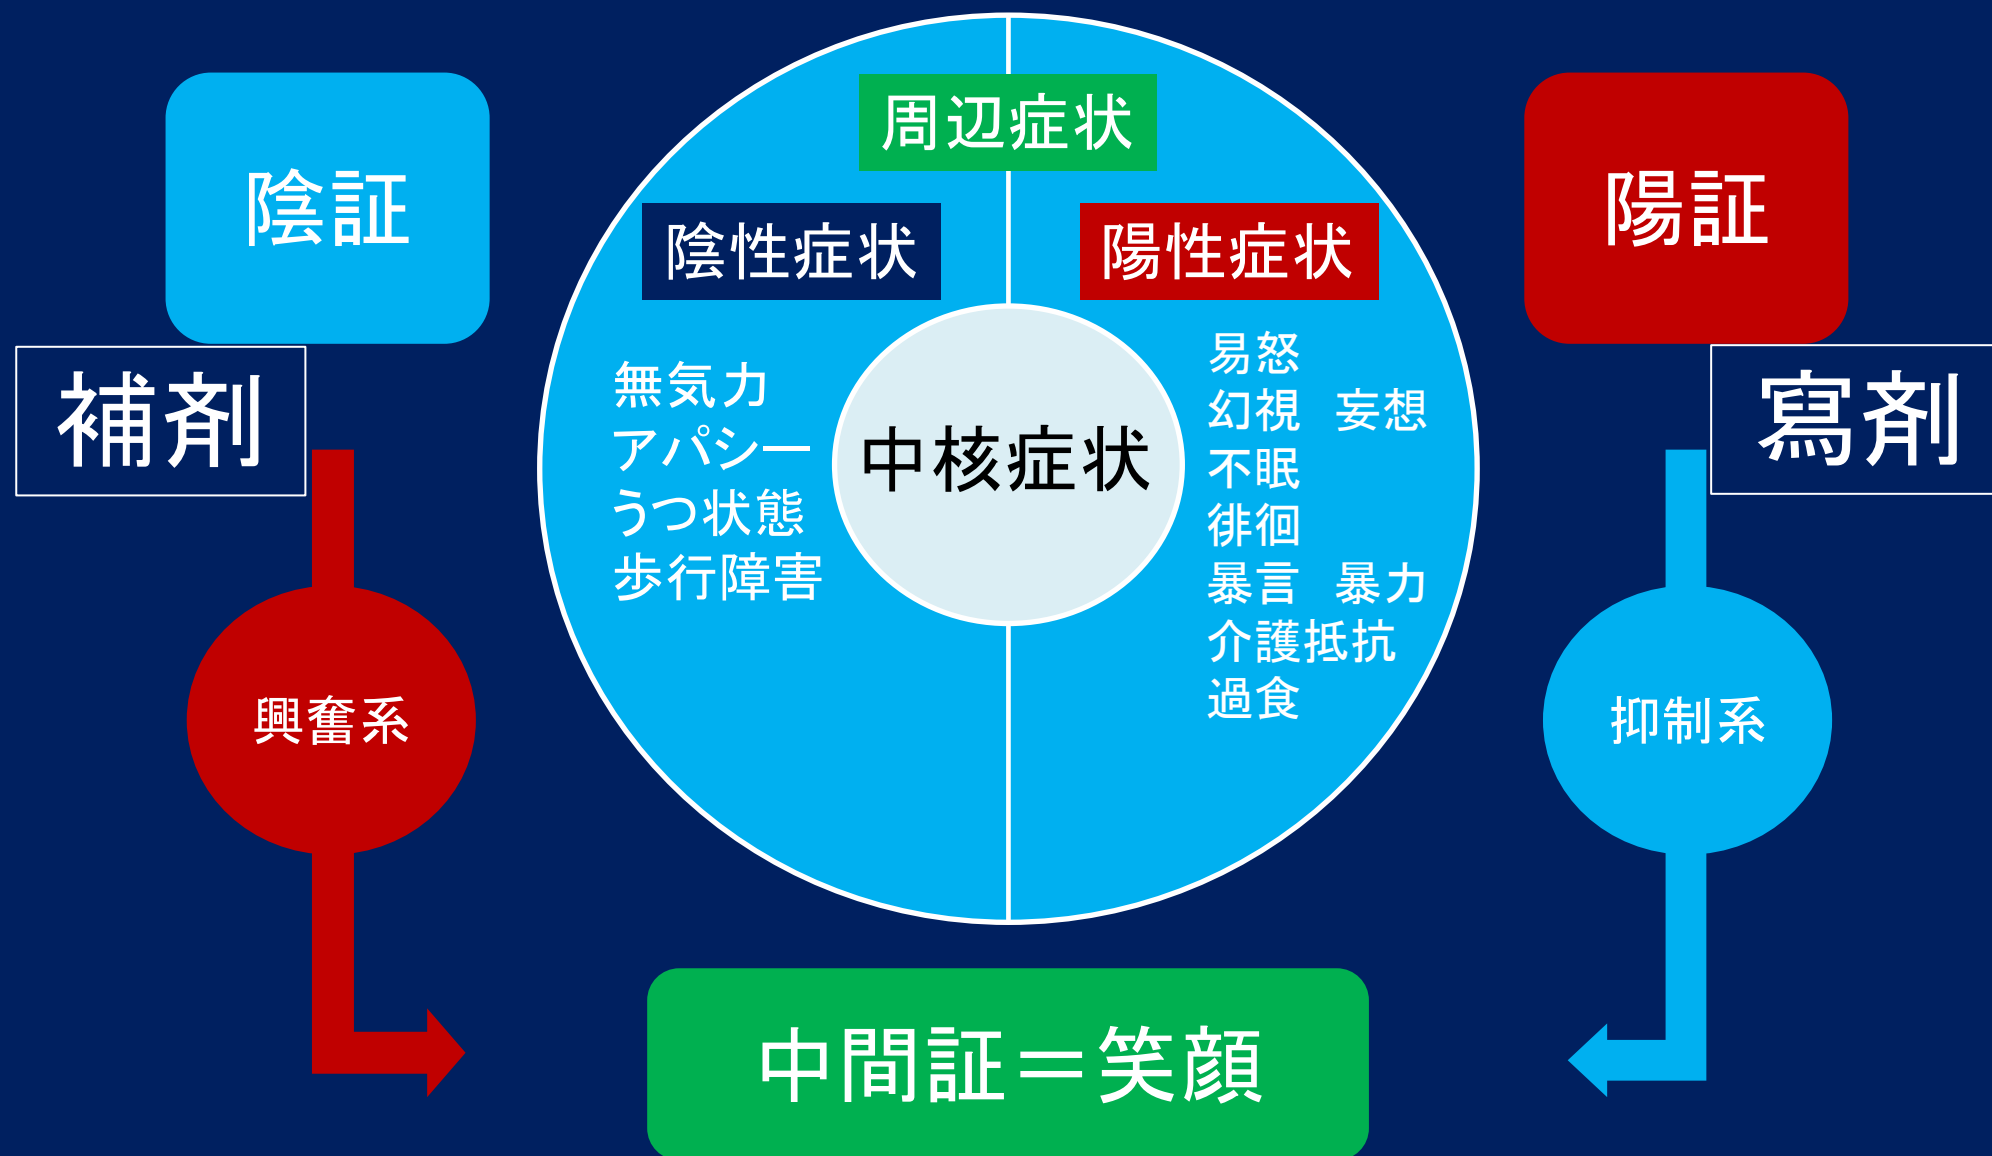 周辺症状
陰証
陽証
陰性症状
陽性症状
補剤
瀉剤
無気力
アパシー
うつ状態
歩行障害
中核症状
易怒
幻視　妄想
不眠
徘徊
暴言　暴力
介護抵抗
過食
興奮系
抑制系
中間証＝笑顔